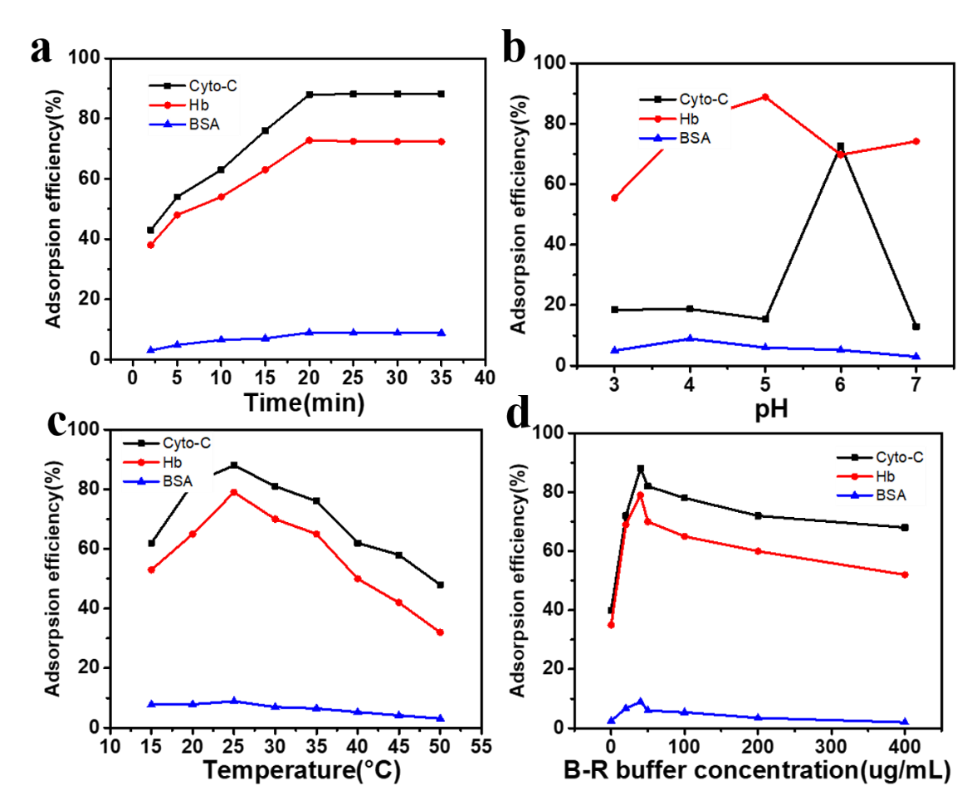 a
Adsorpsion efficiency(%)
100
80
60
40
20
0
Cyto-C
Hb
BSA
0 5 10 15 20 25 30 35 40
Time(min)
b
Adsorpsion efficiency(%)
100
80
60
40
20
0
Cyto-C
Hb
BSA
3 4 5 6 7
pH
c
Adsorpsion efficiency(%)
100
80
60
40
20
0
Cyto-C
Hb
BSA
10 15 20 25 30 35 40 45 50 55
Temperature(°C)
d
Adsorpsion efficiency(%)
100
80
60
40
20
0
Cyto-C
Hb
BSA
0 100 200 300 400
B-R buffer concentration(ug/mL)